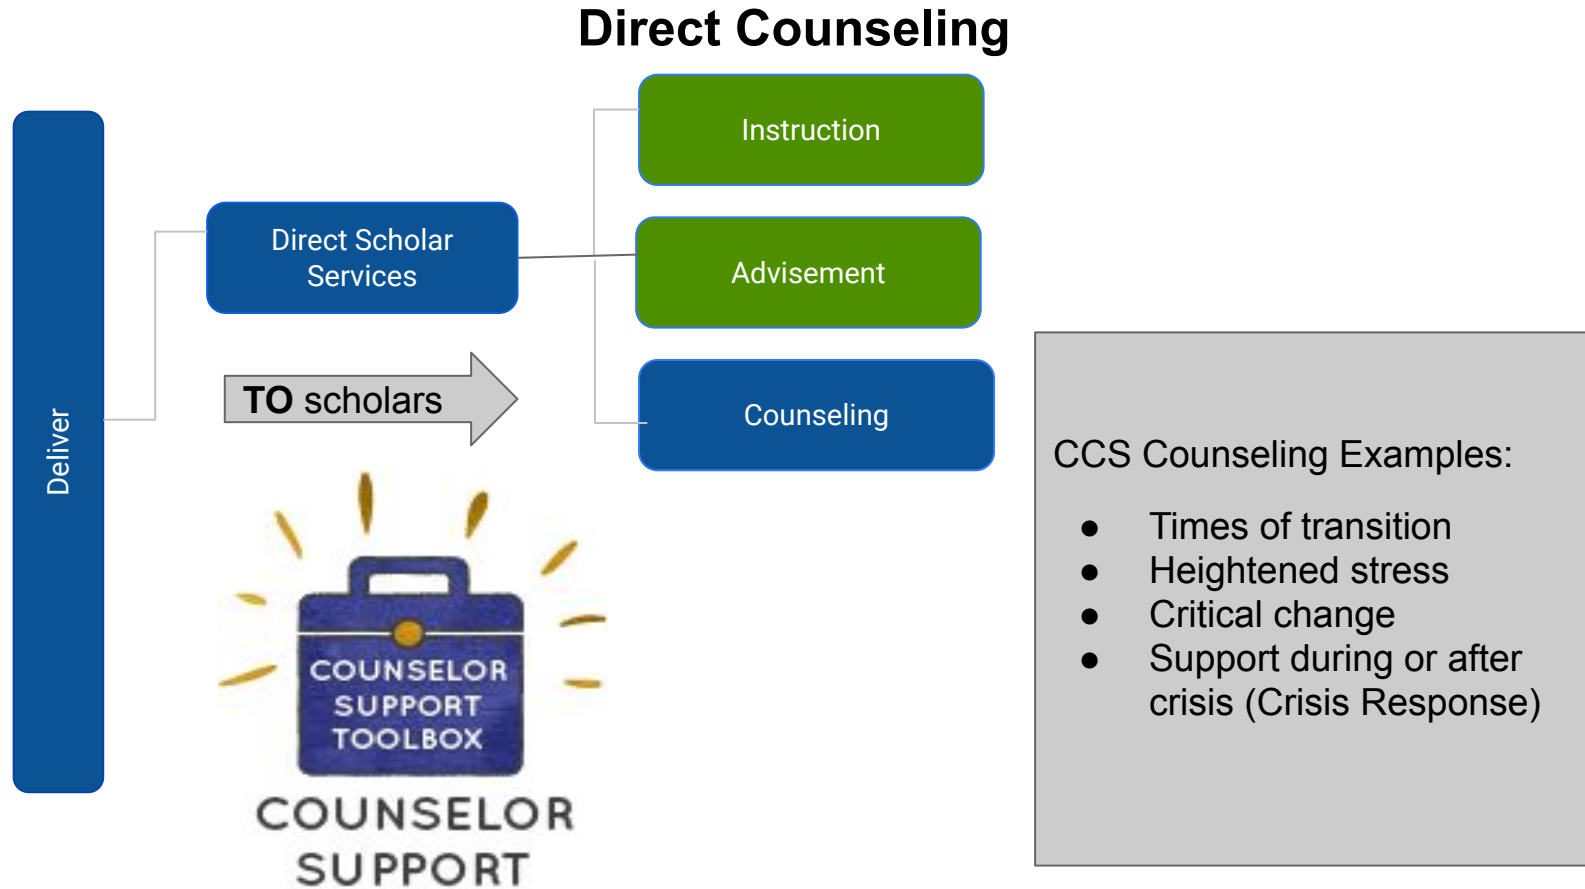 Direct Counseling
Deliver
Direct Scholar
Services
Instruction
Advisement
Counseling
TO scholars
COUNSELOR
SUPPORT
TOOLBOX
COUNSELOR
SUPPORT
CCS Counseling Examples:
● Times of transition
● Heightened stress
● Critical change
● Support during or after
crisis (Crisis Response)